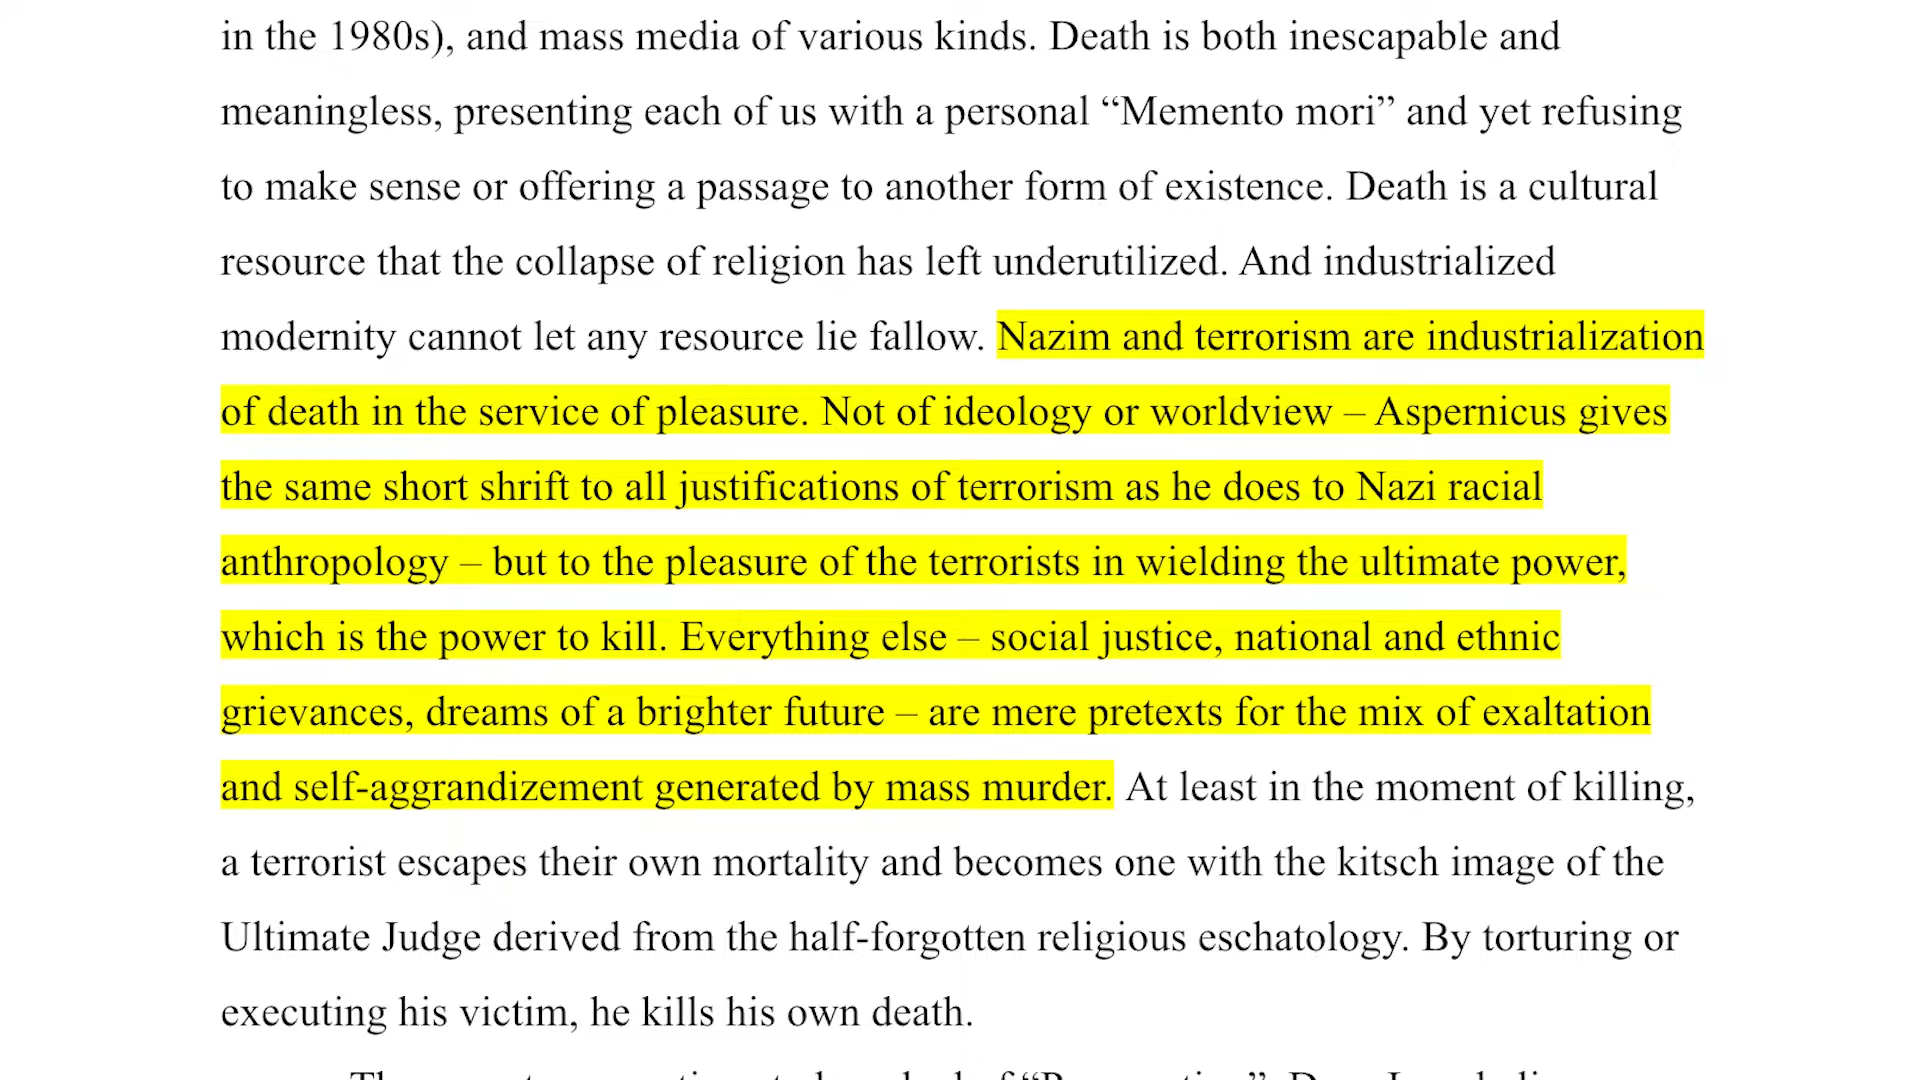 in the 1980s), and mass media of various kinds. Death is both inescapable and
meaningless, presenting each of us with a personal “Memento mori” and yet refusing
to make sense or offering a passage to another form of existence. Death is a cultural
resource that the collapse of religion has left underutilized. And industrialized
modernity cannot let any resource lie fallow. Nazim and terrorism are industrialization
of death in the service of pleasure. Not of ideology or worldview – Aspernicus gives
the same short shrift to all justifications of terrorism as he does to Nazi racial
anthropology – but to the pleasure of the terrorists in wielding the ultimate power,
which is the power to kill. Everything else – social justice, national and ethnic
grievances, dreams of a brighter future – are mere pretexts for the mix of exaltation
and self-aggrandizement generated by mass murder. At least in the moment of killing,
a terrorist escapes their own mortality and becomes one with the kitsch image of the
Ultimate Judge derived from the half-forgotten religious eschatology. By torturing or
executing his victim, he kills his own death.